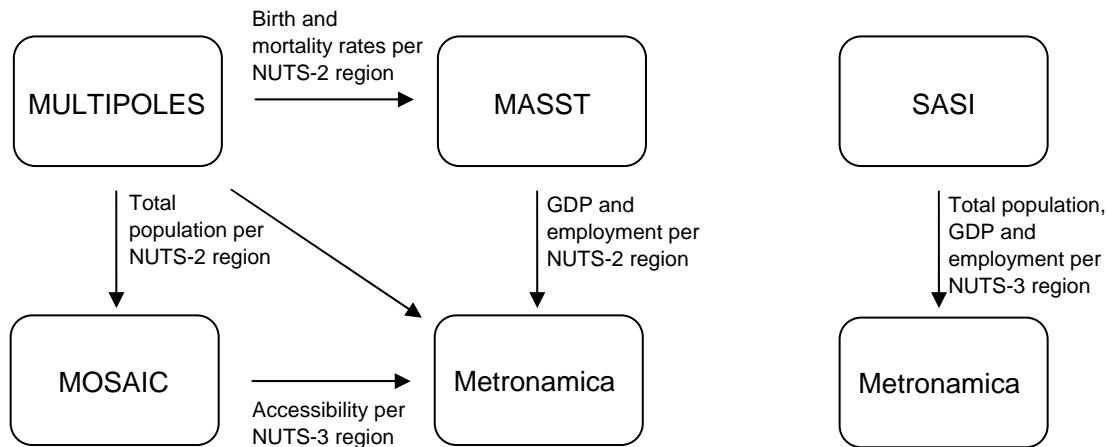 Birth and
mortality rates per
NUTS-2 region
MULTIPOLES
MASST
SASI
Total
population per
NUTS-2 region
GDP and
employment per
NUTS-2 region
Total population,
GDP and
employment per
NUTS-3 region
MOSAIC
Metronamica
Metronamica
Accessibility per
NUTS-3 region